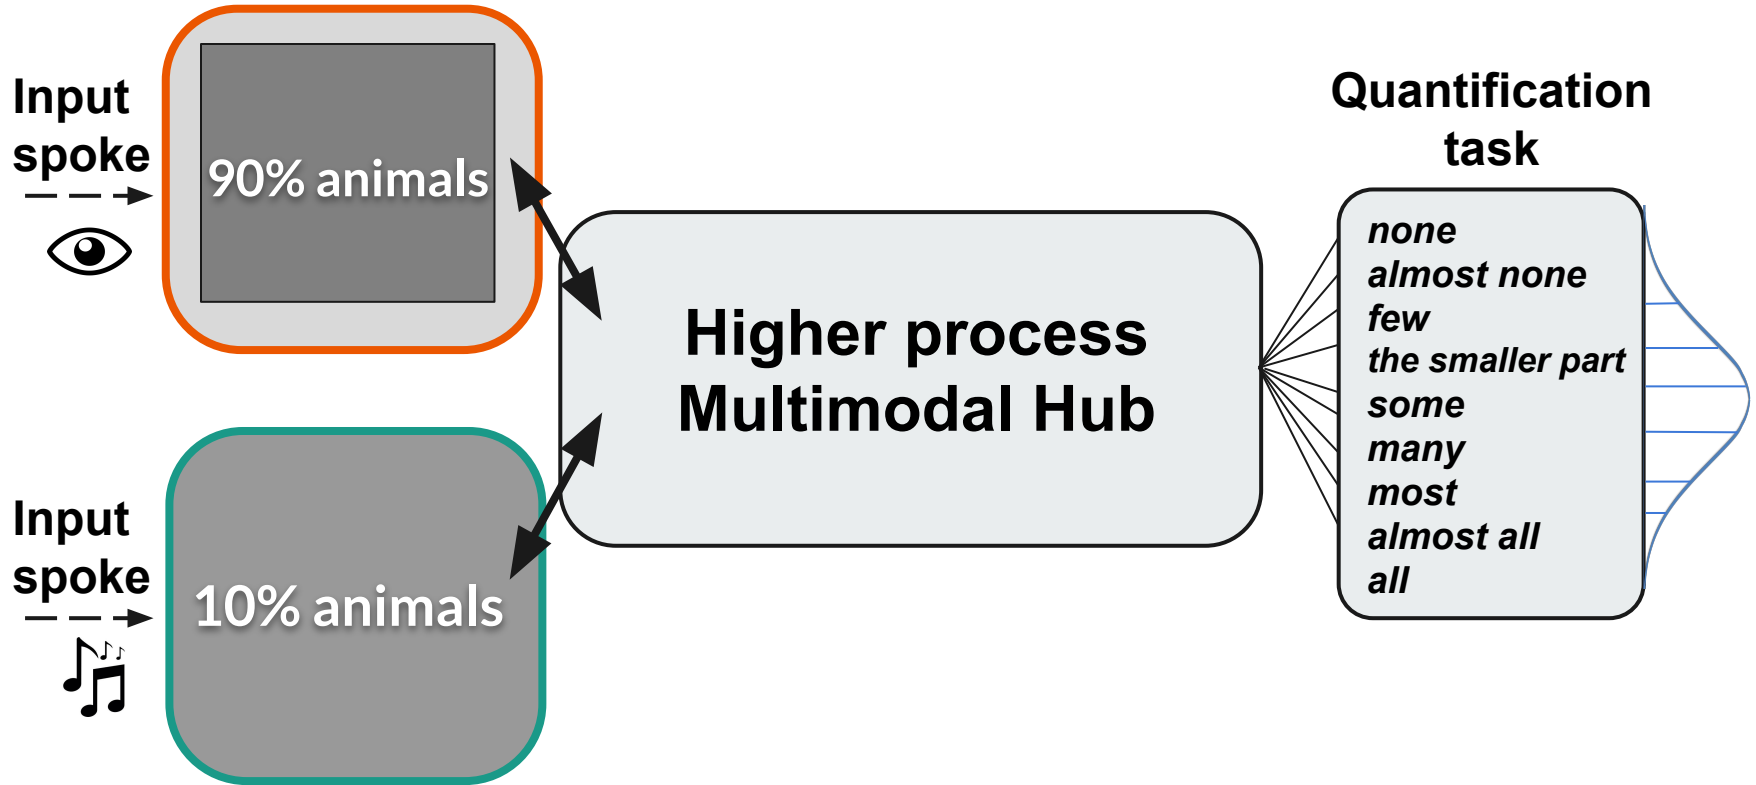 Input
spoke
90% animals
Input
spoke
10% animals
Higher process
Multimodal Hub
Quantification
task
none
almost none
few
the smaller part
some
many
most
almost all
all